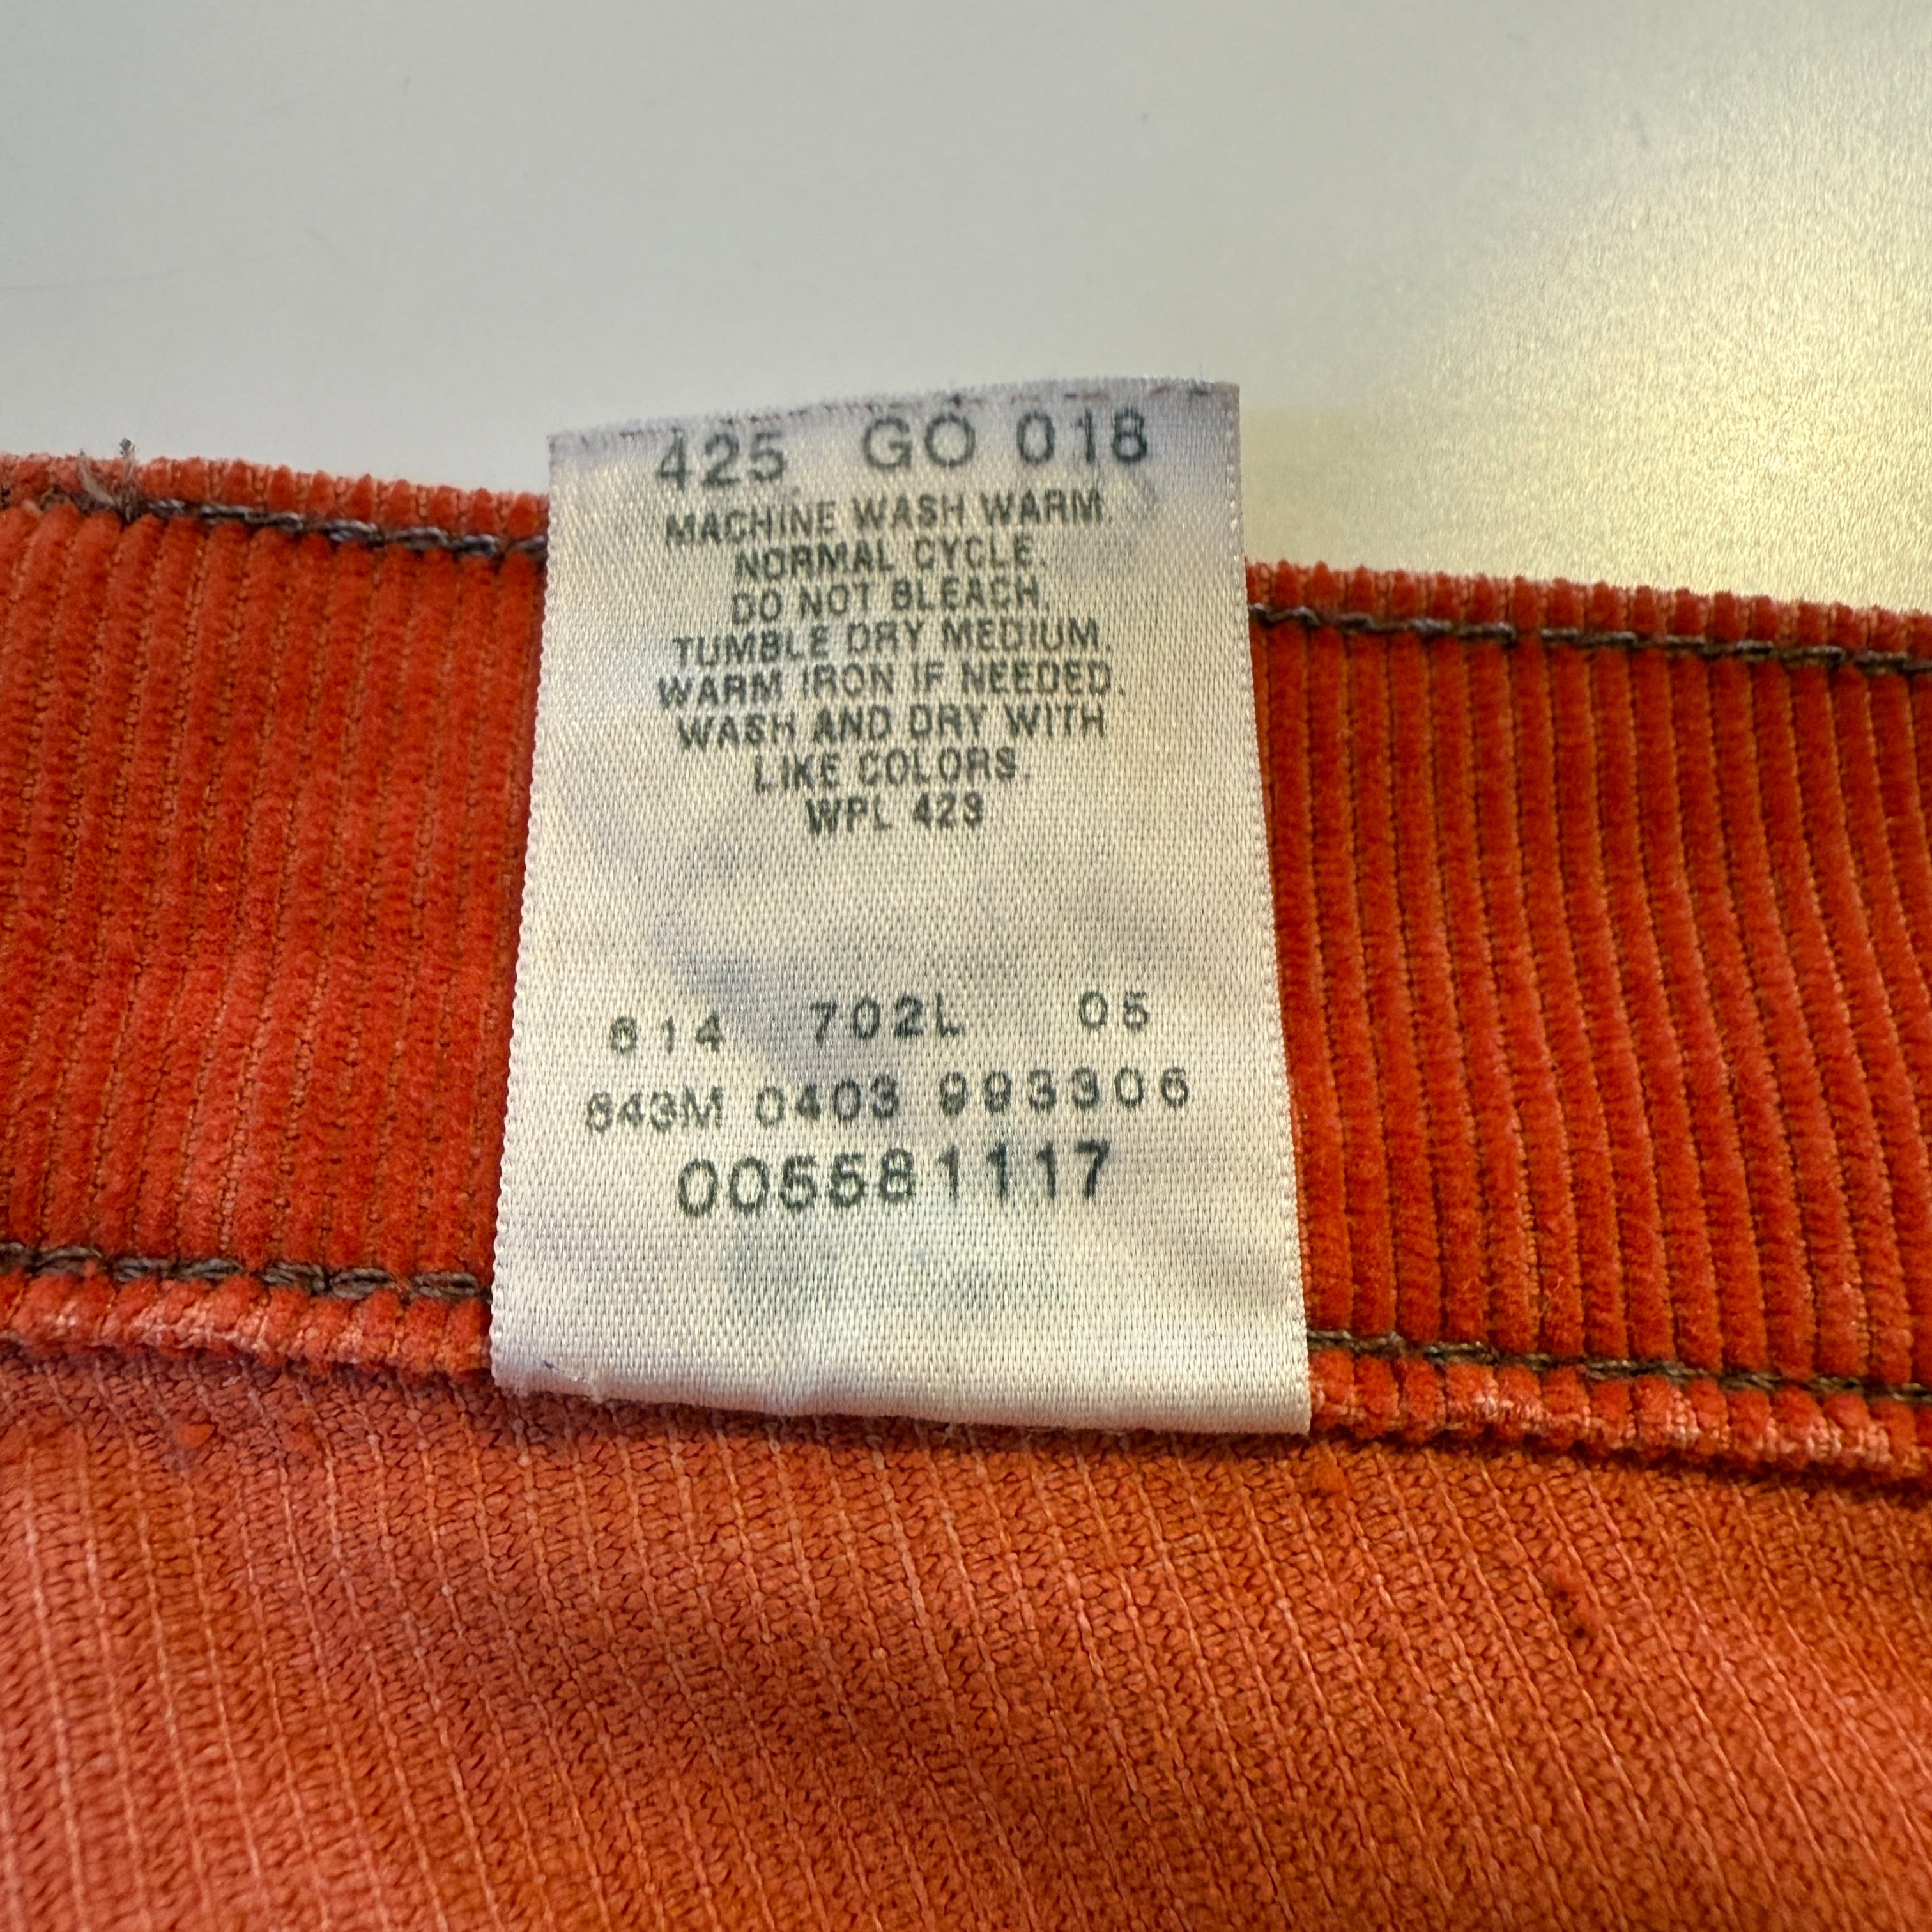 425 GO 018
MACHINE WASH WARM.
NORMAL CYCLE.
DO NOT BLEACH.
TUMBLE DRY MEDIUM.
WARM IRON IF NEEDED.
WASH AND DRY WITH
LIKE COLORS.
WPL 423
614 702L 05
643M 0403 993306
005581117